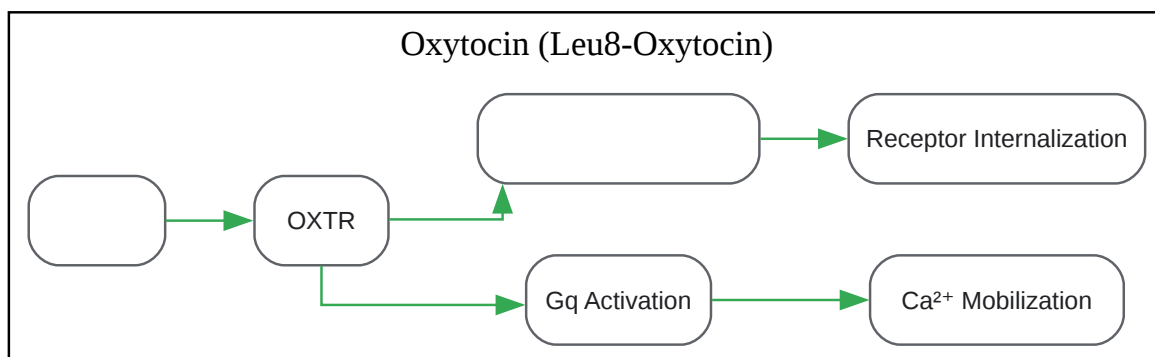 Oxytocin (Leu8-Oxytocin)
Receptor Internalization
OXTR
Gq Activation
Ca²⁺ Mobilization